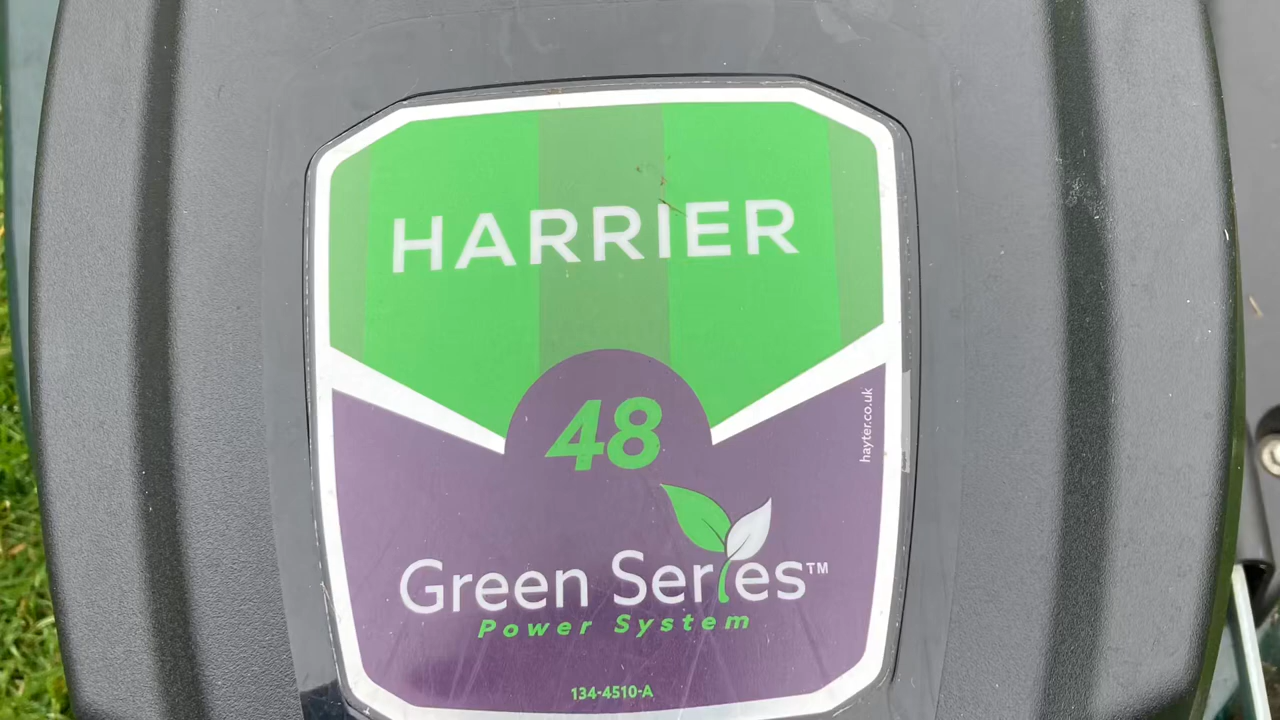 HARRIER
48
hayter.co.uk
Green Series™
Power System
134-4510-A